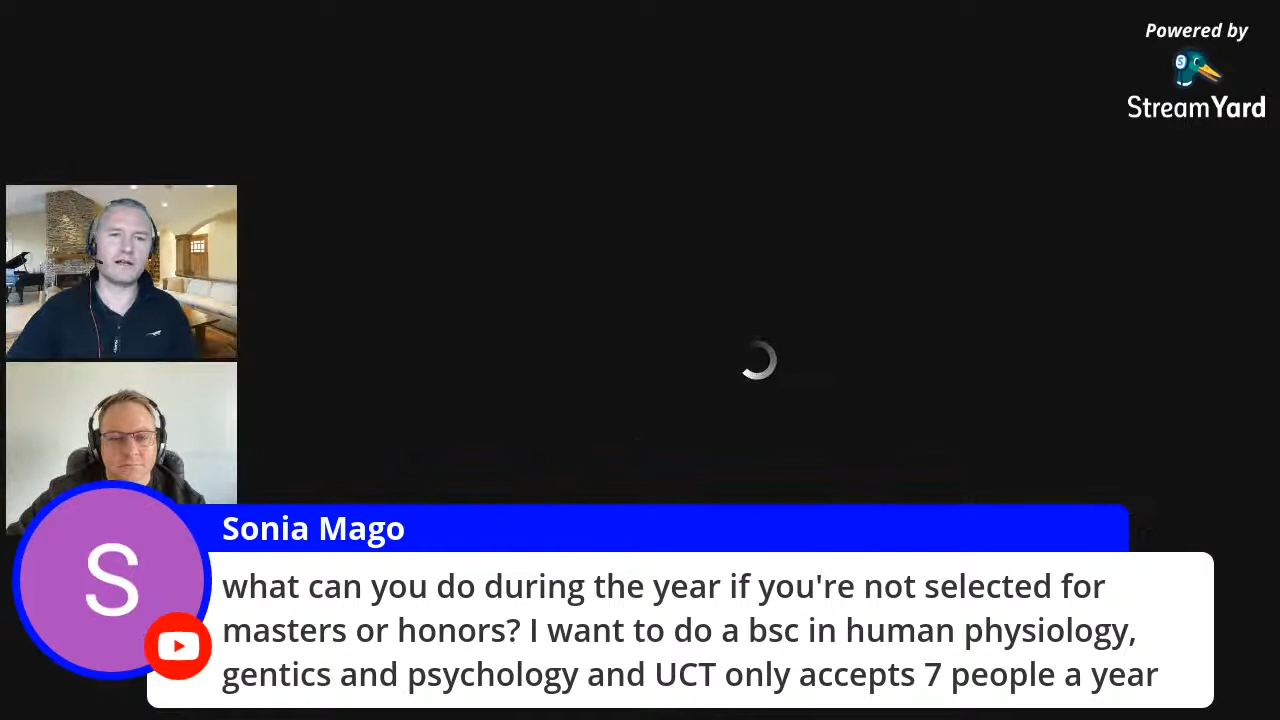 Powered by
StreamYard
Sonia Mago
S
what can you do during the year if you're not selected for
masters or honors? I want to do a bsc in human physiology,
gentics and psychology and UCT only accepts 7 people a year